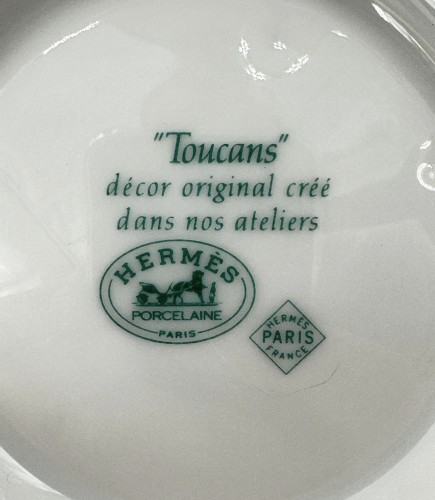 "Toucans"
décor original créé
dans nos ateliers
HERMÈS
PORCELAINE
PARIS
HERMÈS
PARIS
FRANCE